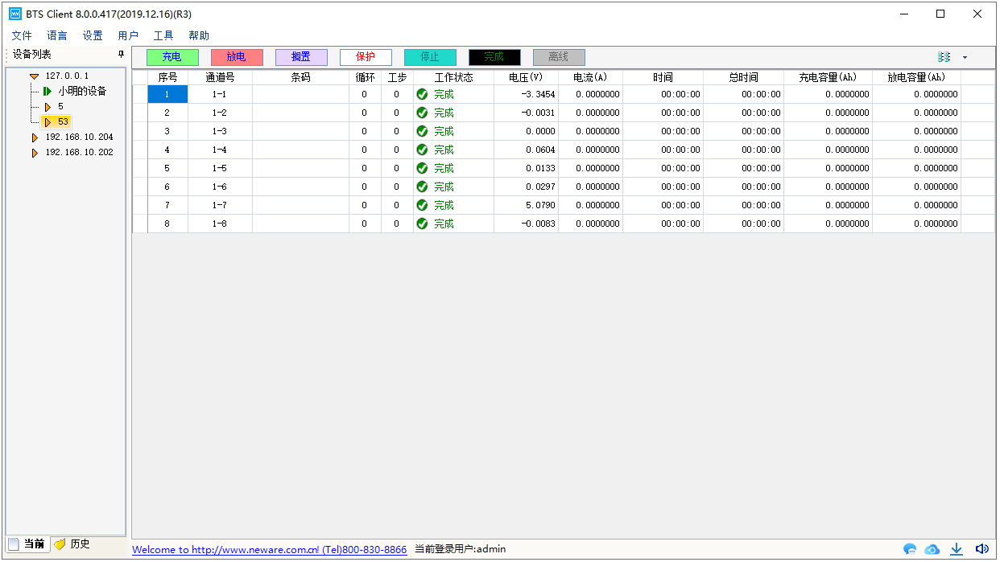 BTS Client 8.0.0.417(2019.12.16)(R3)
文件 语言 设置 用户 工具 帮助
设备列表
充电 放电 搁置 保护 停止 完成 离线
127.0.0.1
小明的设备
5
53
192.168.10.204
192.168.10.202
序号 通道号 条码 循环 工步 工作状态 电压(V) 电流(A) 时间 总时间 充电容量(Ah) 放电容量(Ah)
1 1-1 0 0 完成 -3.3454 0.0000000 00:00:00 00:00:00 0.0000000 0.0000000
2 1-2 0 0 完成 -0.0031 0.0000000 00:00:00 00:00:00 0.0000000 0.0000000
3 1-3 0 0 完成 0.0000 0.0000000 00:00:00 00:00:00 0.0000000 0.0000000
4 1-4 0 0 完成 0.0604 0.0000000 00:00:00 00:00:00 0.0000000 0.0000000
5 1-5 0 0 完成 0.0133 0.0000000 00:00:00 00:00:00 0.0000000 0.0000000
6 1-6 0 0 完成 0.0297 0.0000000 00:00:00 00:00:00 0.0000000 0.0000000
7 1-7 0 0 完成 5.0790 0.0000000 00:00:00 00:00:00 0.0000000 0.0000000
8 1-8 0 0 完成 -0.0083 0.0000000 00:00:00 00:00:00 0.0000000 0.0000000
当前 历史
Welcome to http://www.neware.com.cn! (Tel)800-830-8866 当前登录用户:admin